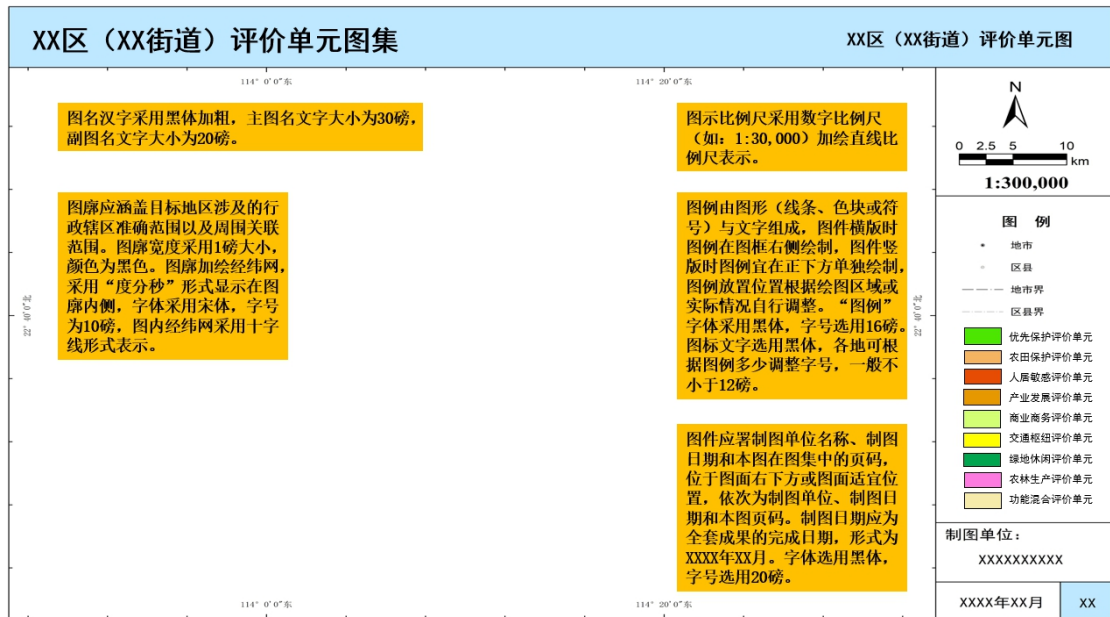 XX区（XX街道）评价单元图集
XX区（XX街道）评价单元图
114° 0′0″东
114° 20′0″东
图名汉字采用黑体加粗，主图名文字大小为30磅，
副图名文字大小为20磅。
图廓应涵盖目标地区涉及的行
政辖区准确范围以及周围关联
范围。图廓宽度采用1磅大小，
颜色为黑色。图廓加绘经纬网，
采用“度分秒”形式显示在图
廓内侧，字体采用宋体，字号
为10磅，图内经纬网采用十字
线形式表示。
22° 40′0″北
图示比例尺采用数字比例尺
（如：1:30,000）加绘直线比
例尺表示。
图例由图形（线条、色块或符
号）与文字组成，图件横版时
图例在图框右侧绘制，图件竖
版时图例宜在正下方单独绘制，
图例放置位置根据绘图区域或
实际情况自行调整。“图例”
字体采用黑体，字号选用16磅。
图标文字选用黑体，各地可根
据图例多少调整字号，一般不
小于12磅。
22° 40′0″北
图件应署制图单位名称、制图
日期和本图在图集中的页码，
位于图面右下方或图面适宜位
置，依次为制图单位、制图日
期和本图页码。制图日期应为
全套成果的完成日期，形式为
XXXX年XX月。字体选用黑体，
字号选用20磅。
114° 0′0″东
114° 20′0″东
N
0 2.5 5 10
km
1:300,000
图 例
地市
区县
地市界
区县界
优先保护评价单元
农田保护评价单元
人居敏感评价单元
产业发展评价单元
商业商务评价单元
交通枢纽评价单元
绿地休闲评价单元
农林生产评价单元
功能混合评价单元
制图单位：
XXXXXXXXXX
XXXX年XX月
XX